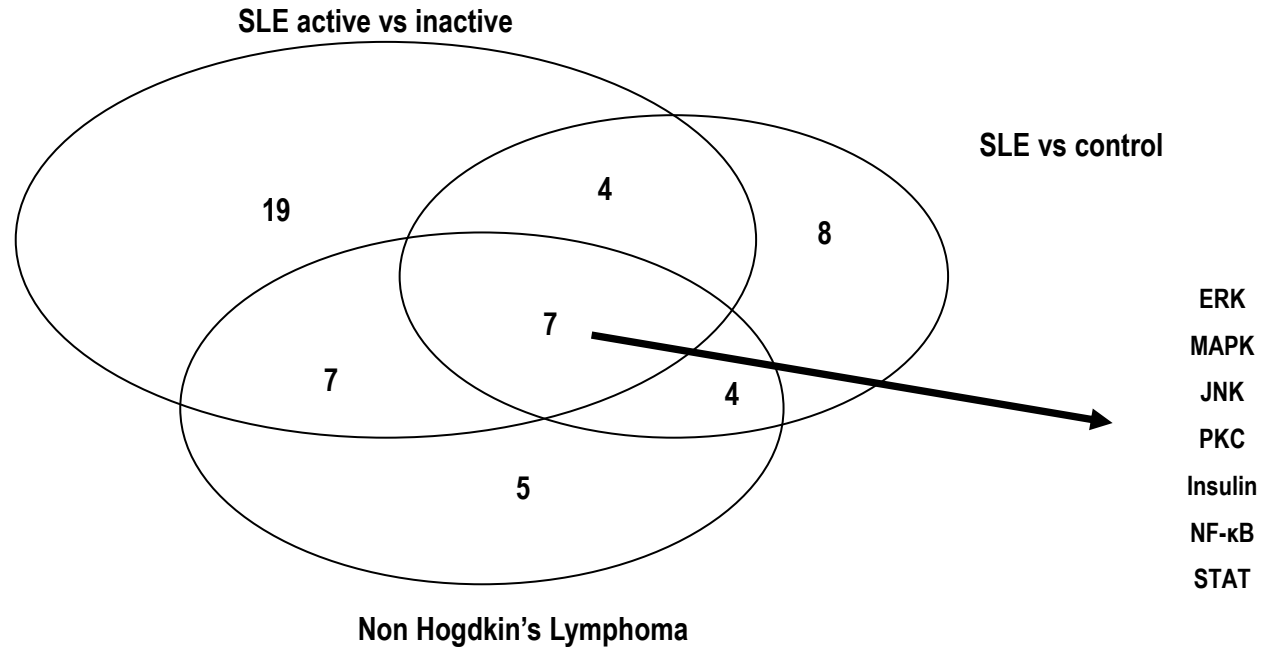 SLE active vs inactive
SLE vs control
19
4
8
7
7
4
5
ERK
MAPK
JNK
PKC
Insulin
NF-κB
STAT
Non Hogdkin's Lymphoma